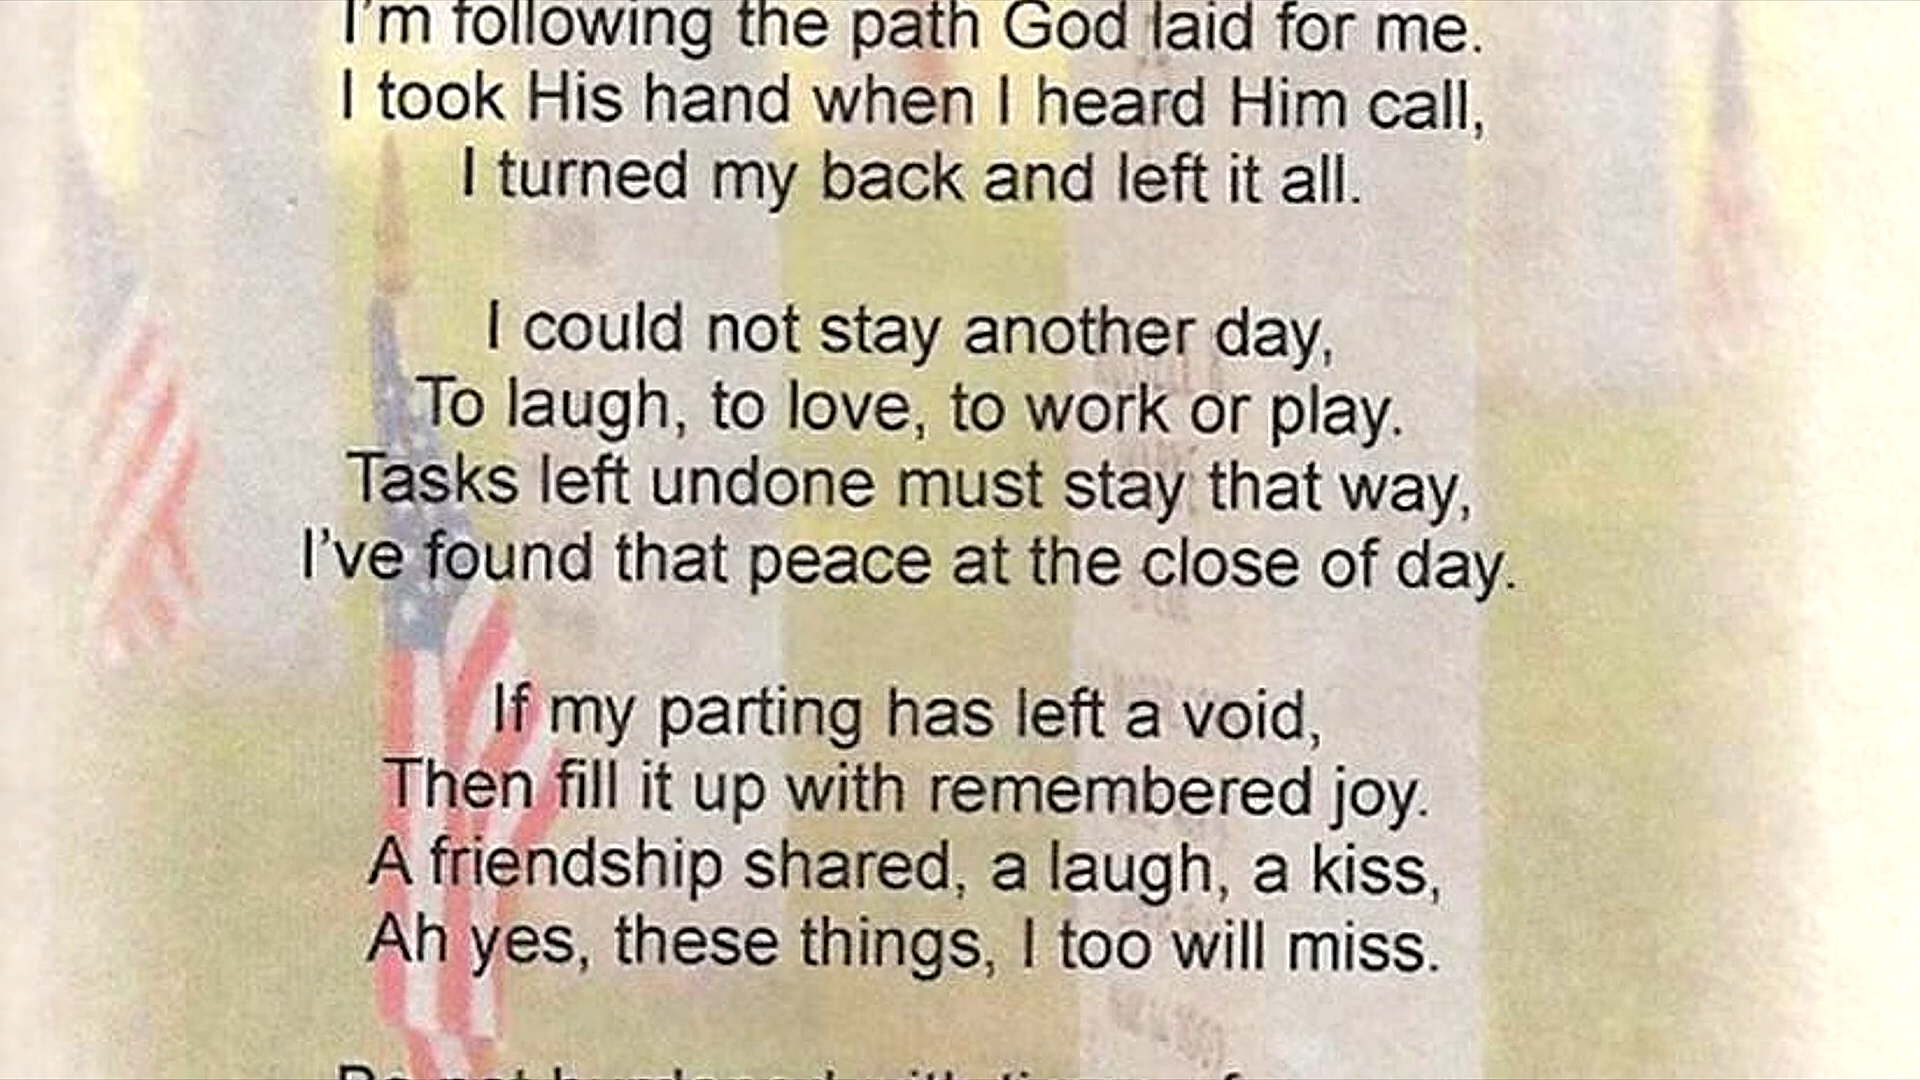 I'm following the path God laid for me.
I took His hand when I heard Him call,
I turned my back and left it all.
I could not stay another day,
To laugh, to love, to work or play.
Tasks left undone must stay that way,
I've found that peace at the close of day.
If my parting has left a void,
Then fill it up with remembered joy.
A friendship shared, a laugh, a kiss,
Ah yes, these things, I too will miss.